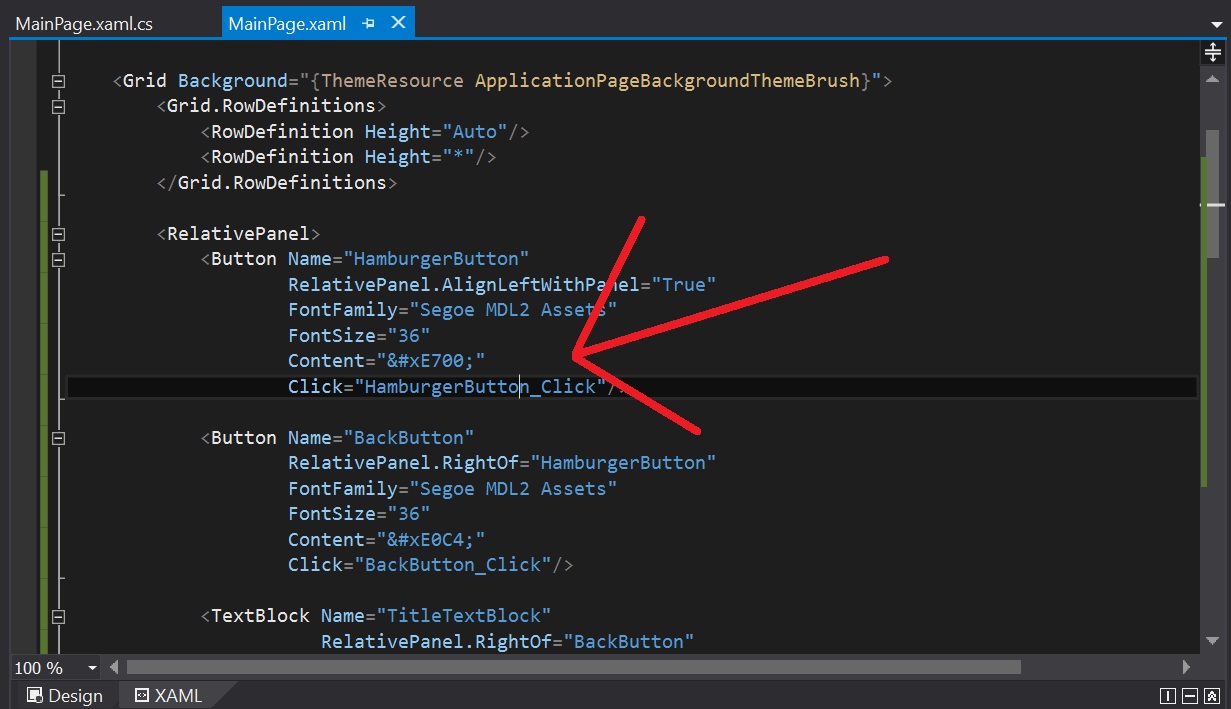 MainPage.xaml.cs
MainPage.xaml
<Grid Background="{ThemeResource ApplicationPageBackgroundThemeBrush}">
<Grid.RowDefinitions>
<RowDefinition Height="Auto"/>
<RowDefinition Height="*"/>
</Grid.RowDefinitions>
<RelativePanel>
<Button Name="HamburgerButton"
RelativePanel.AlignLeftWithPanel="True"
FontFamily="Segoe MDL2 Assets"
FontSize="36"
Content="&#xE700;"
Click="HamburgerButton_Click"/>
<Button Name="BackButton"
RelativePanel.RightOf="HamburgerButton"
FontFamily="Segoe MDL2 Assets"
FontSize="36"
Content="&#xE0C4;"
Click="BackButton_Click"/>
<TextBlock Name="TitleTextBlock"
RelativePanel.RightOf="BackButton"
100 %
Design XAML